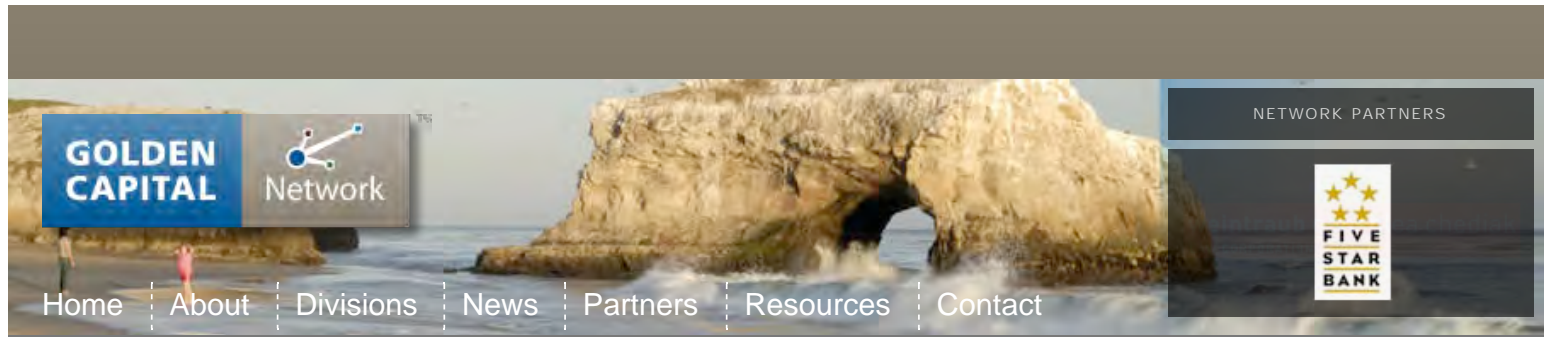 GOLDEN
CAPITAL
Network
NETWORK PARTNERS
FIVE
STAR
BANK
Home About Divisions News Partners Resources Contact